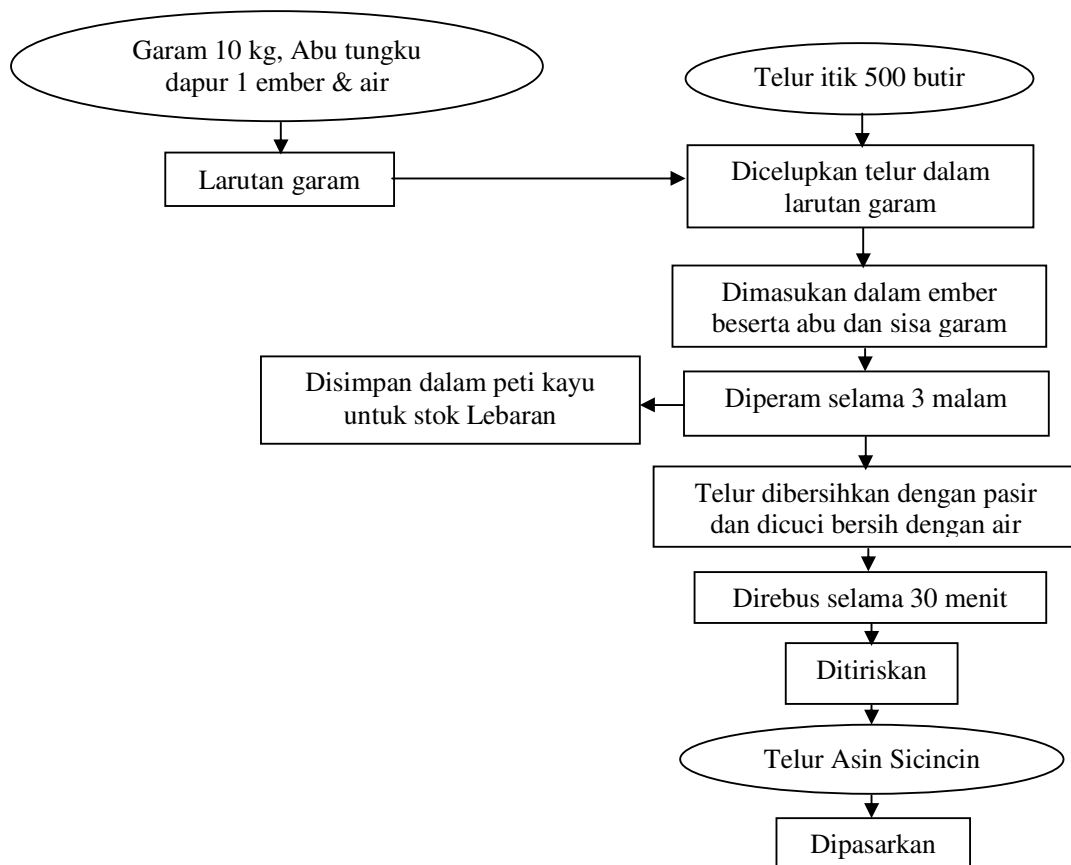 Garam 10 kg, Abu tungku
dapur 1 ember & air
Telur itik 500 butir
Larutan garam
Dicelupkan telur dalam
larutan garam
Dimasukan dalam ember
beserta abu dan sisa garam
Disimpan dalam peti kayu
untuk stok Lebaran
Diperam selama 3 malam
Telur dibersihkan dengan pasir
dan dicuci bersih dengan air
Direbus selama 30 menit
Ditiriskan
Telur Asin Sicincin
Dipasarkan